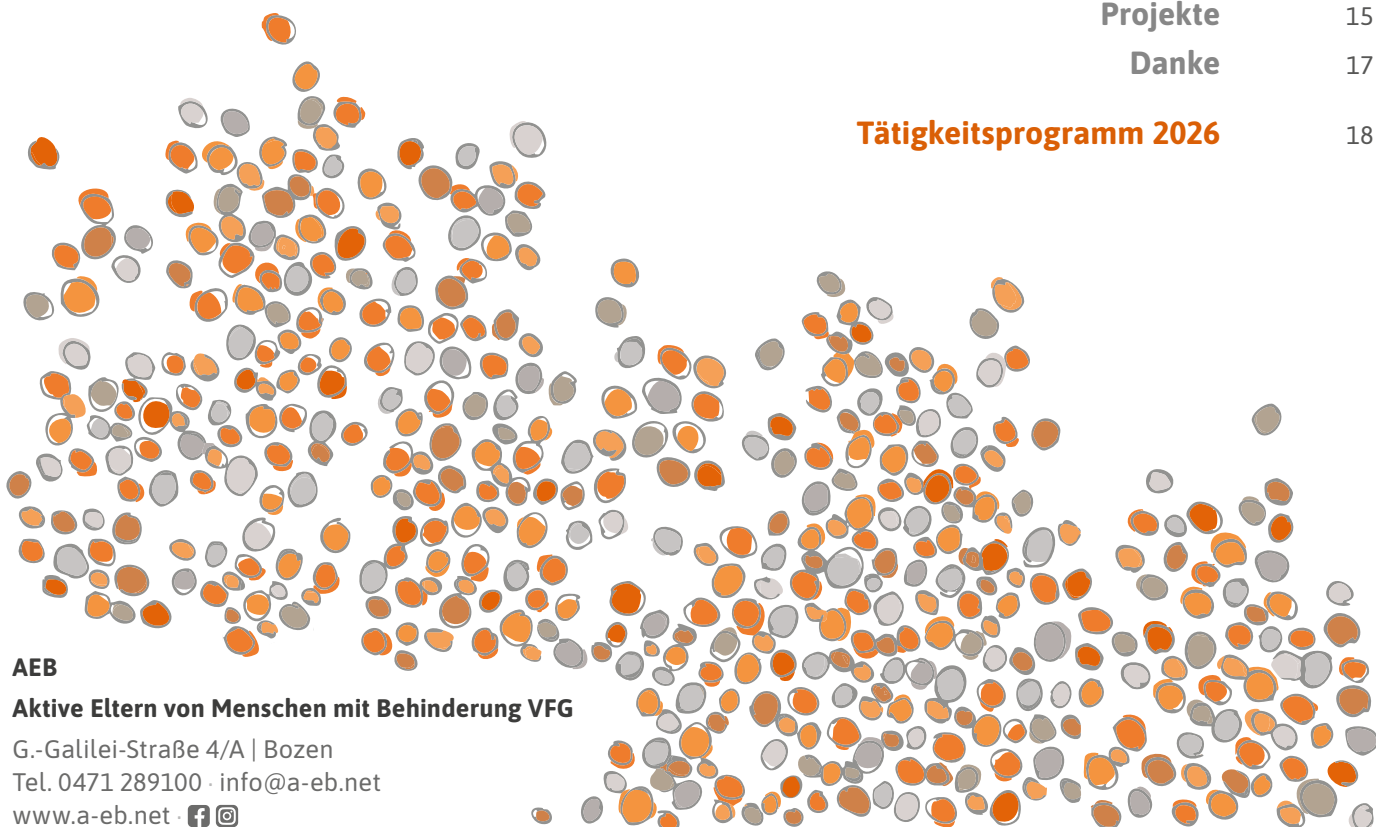 Projekte 15
Danke 17
Tätigkeitsprogramm 2026 18
AEB
Aktive Eltern von Menschen mit Behinderung VFG
G.-Galilei-Straße 4/A | Bozen
Tel. 0471 289100 · info@a-eb.net
www.a-eb.net ·